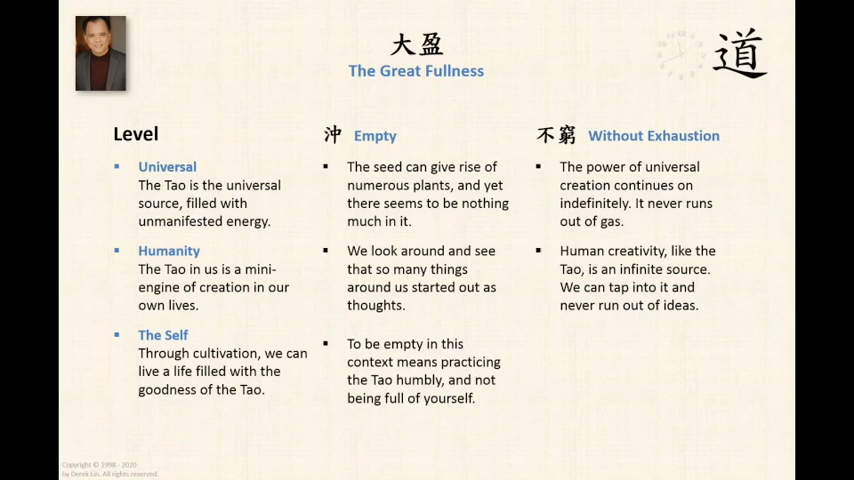 大盈
The Great Fullness
道
Level
Universal
The Tao is the universal
source, filled with
unmanifested energy.
Humanity
The Tao in us is a mini-
engine of creation in our
own lives.
The Self
Through cultivation, we can
live a life filled with the
goodness of the Tao.
沖 Empty
The seed can give rise of
numerous plants, and yet
there seems to be nothing
much in it.
We look around and see
that so many things
around us started out as
thoughts.
To be empty in this
context means practicing
the Tao humbly, and not
being full of yourself.
不窮 Without Exhaustion
The power of universal
creation continues on
indefinitely. It never runs
out of gas.
Human creativity, like the
Tao, is an infinite source.
We can tap into it and
never run out of ideas.
Copyright © 1998 - 2020
by Derek Lin. All rights reserved.